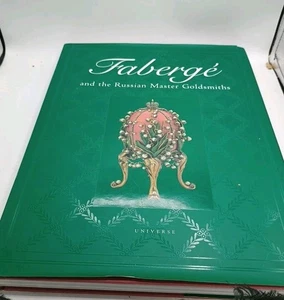 Fabergé
and the Russian Master Goldsmiths
UNIVERSE